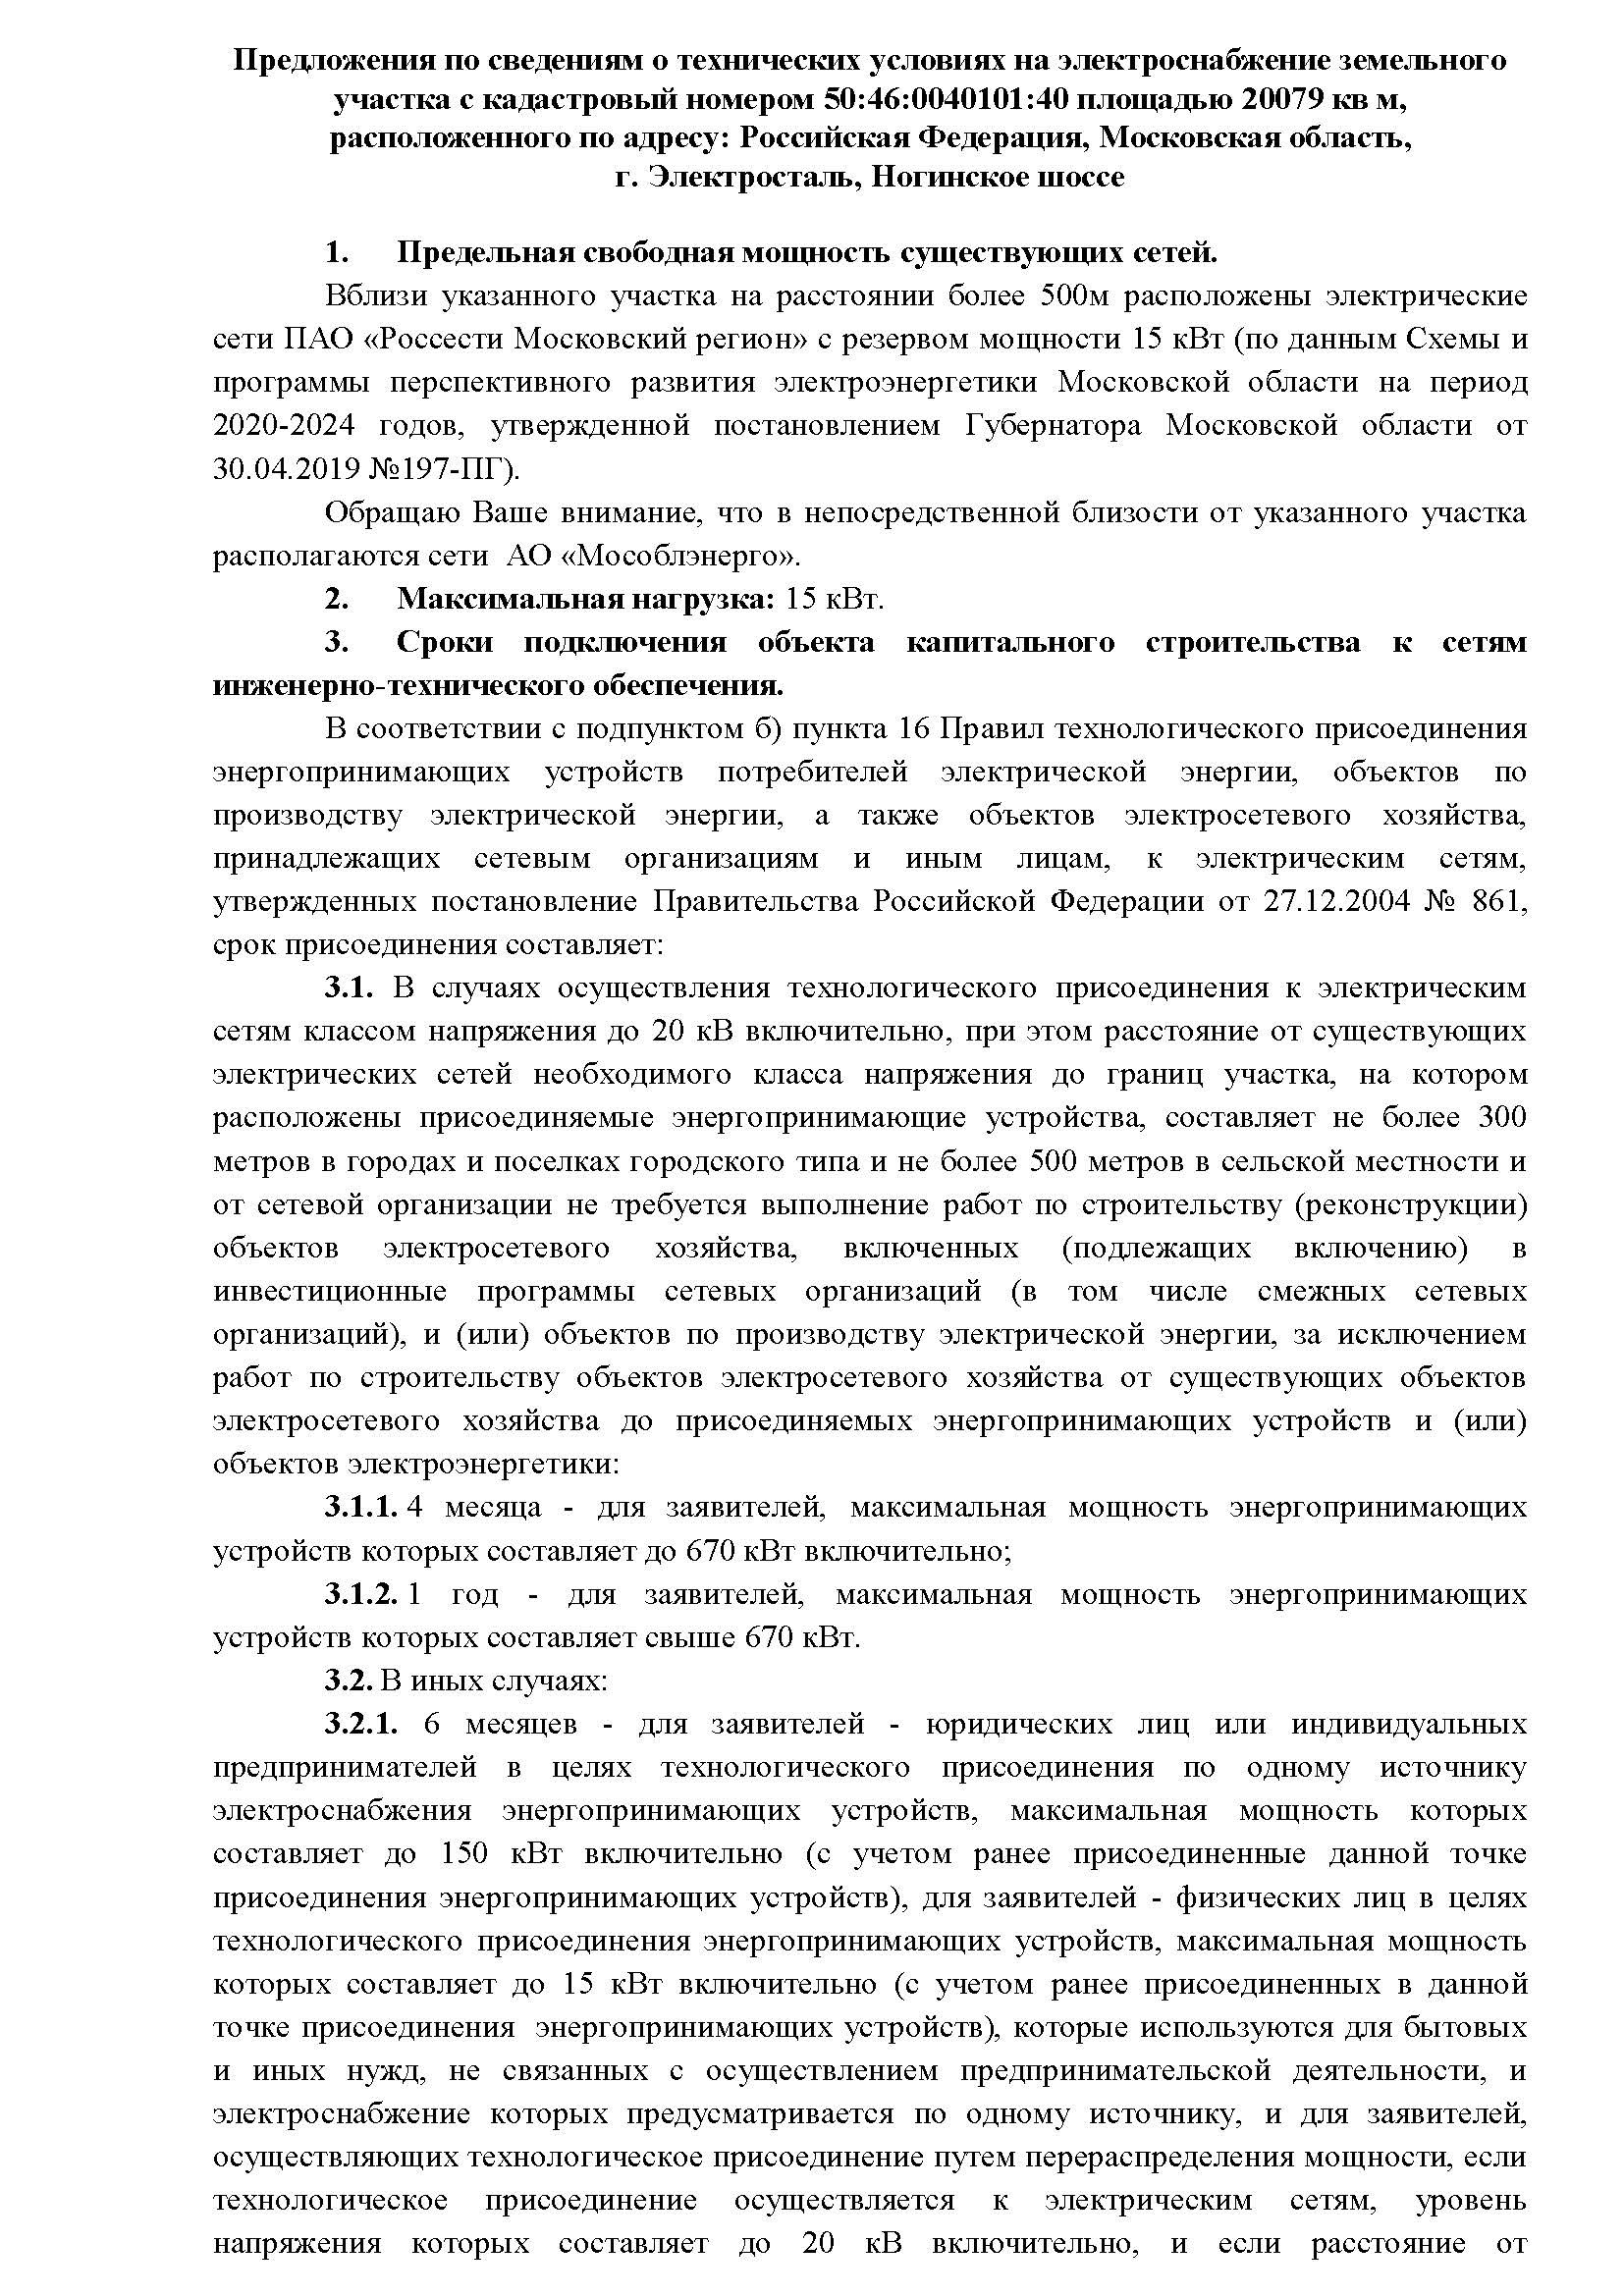 Предложения по сведениям о технических условиях на электроснабжение земельного
участка с кадастровый номером 50:46:0040101:40 площадью 20079 кв м,
расположенного по адресу: Российская Федерация, Московская область,
г. Электросталь, Ногинское шоссе
1. Предельная свободная мощность существующих сетей.
Вблизи указанного участка на расстоянии более 500м расположены электрические
сети ПАО «Россести Московский регион» с резервом мощности 15 кВт (по данным Схемы и
программы перспективного развития электроэнергетики Московской области на период
2020-2024 годов, утвержденной постановлением Губернатора Московской области от
30.04.2019 №197-ПГ).
Обращаю Ваше внимание, что в непосредственной близости от указанного участка
располагаются сети  АО «Мособлэнерго».
2. Максимальная нагрузка: 15 кВт.
3. Сроки подключения объекта капитального строительства к сетям
инженерно-технического обеспечения.
В соответствии с подпунктом б) пункта 16 Правил технологического присоединения
энергопринимающих устройств потребителей электрической энергии, объектов по
производству электрической энергии, а также объектов электросетевого хозяйства,
принадлежащих сетевым организациям и иным лицам, к электрическим сетям,
утвержденных постановление Правительства Российской Федерации от 27.12.2004 № 861,
срок присоединения составляет:
3.1. В случаях осуществления технологического присоединения к электрическим
сетям классом напряжения до 20 кВ включительно, при этом расстояние от существующих
электрических сетей необходимого класса напряжения до границ участка, на котором
расположены присоединяемые энергопринимающие устройства, составляет не более 300
метров в городах и поселках городского типа и не более 500 метров в сельской местности и
от сетевой организации не требуется выполнение работ по строительству (реконструкции)
объектов электросетевого хозяйства, включенных (подлежащих включению) в
инвестиционные программы сетевых организаций (в том числе смежных сетевых
организаций), и (или) объектов по производству электрической энергии, за исключением
работ по строительству объектов электросетевого хозяйства от существующих объектов
электросетевого хозяйства до присоединяемых энергопринимающих устройств и (или)
объектов электроэнергетики:
3.1.1. 4 месяца - для заявителей, максимальная мощность энергопринимающих
устройств которых составляет до 670 кВт включительно;
3.1.2. 1 год - для заявителей, максимальная мощность энергопринимающих
устройств которых составляет свыше 670 кВт.
3.2. В иных случаях:
3.2.1. 6 месяцев - для заявителей - юридических лиц или индивидуальных
предпринимателей в целях технологического присоединения по одному источнику
электроснабжения энергопринимающих устройств, максимальная мощность которых
составляет до 150 кВт включительно (с учетом ранее присоединенные данной точке
присоединения энергопринимающих устройств), для заявителей - физических лиц в целях
технологического присоединения энергопринимающих устройств, максимальная мощность
которых составляет до 15 кВт включительно (с учетом ранее присоединенных в данной
точке присоединения  энергопринимающих устройств), которые используются для бытовых
и иных нужд, не связанных с осуществлением предпринимательской деятельности, и
электроснабжение которых предусматривается по одному источнику, и для заявителей,
осуществляющих технологическое присоединение путем перераспределения мощности, если
технологическое присоединение осуществляется к электрическим сетям, уровень
напряжения которых составляет до 20 кВ включительно, и если расстояние от